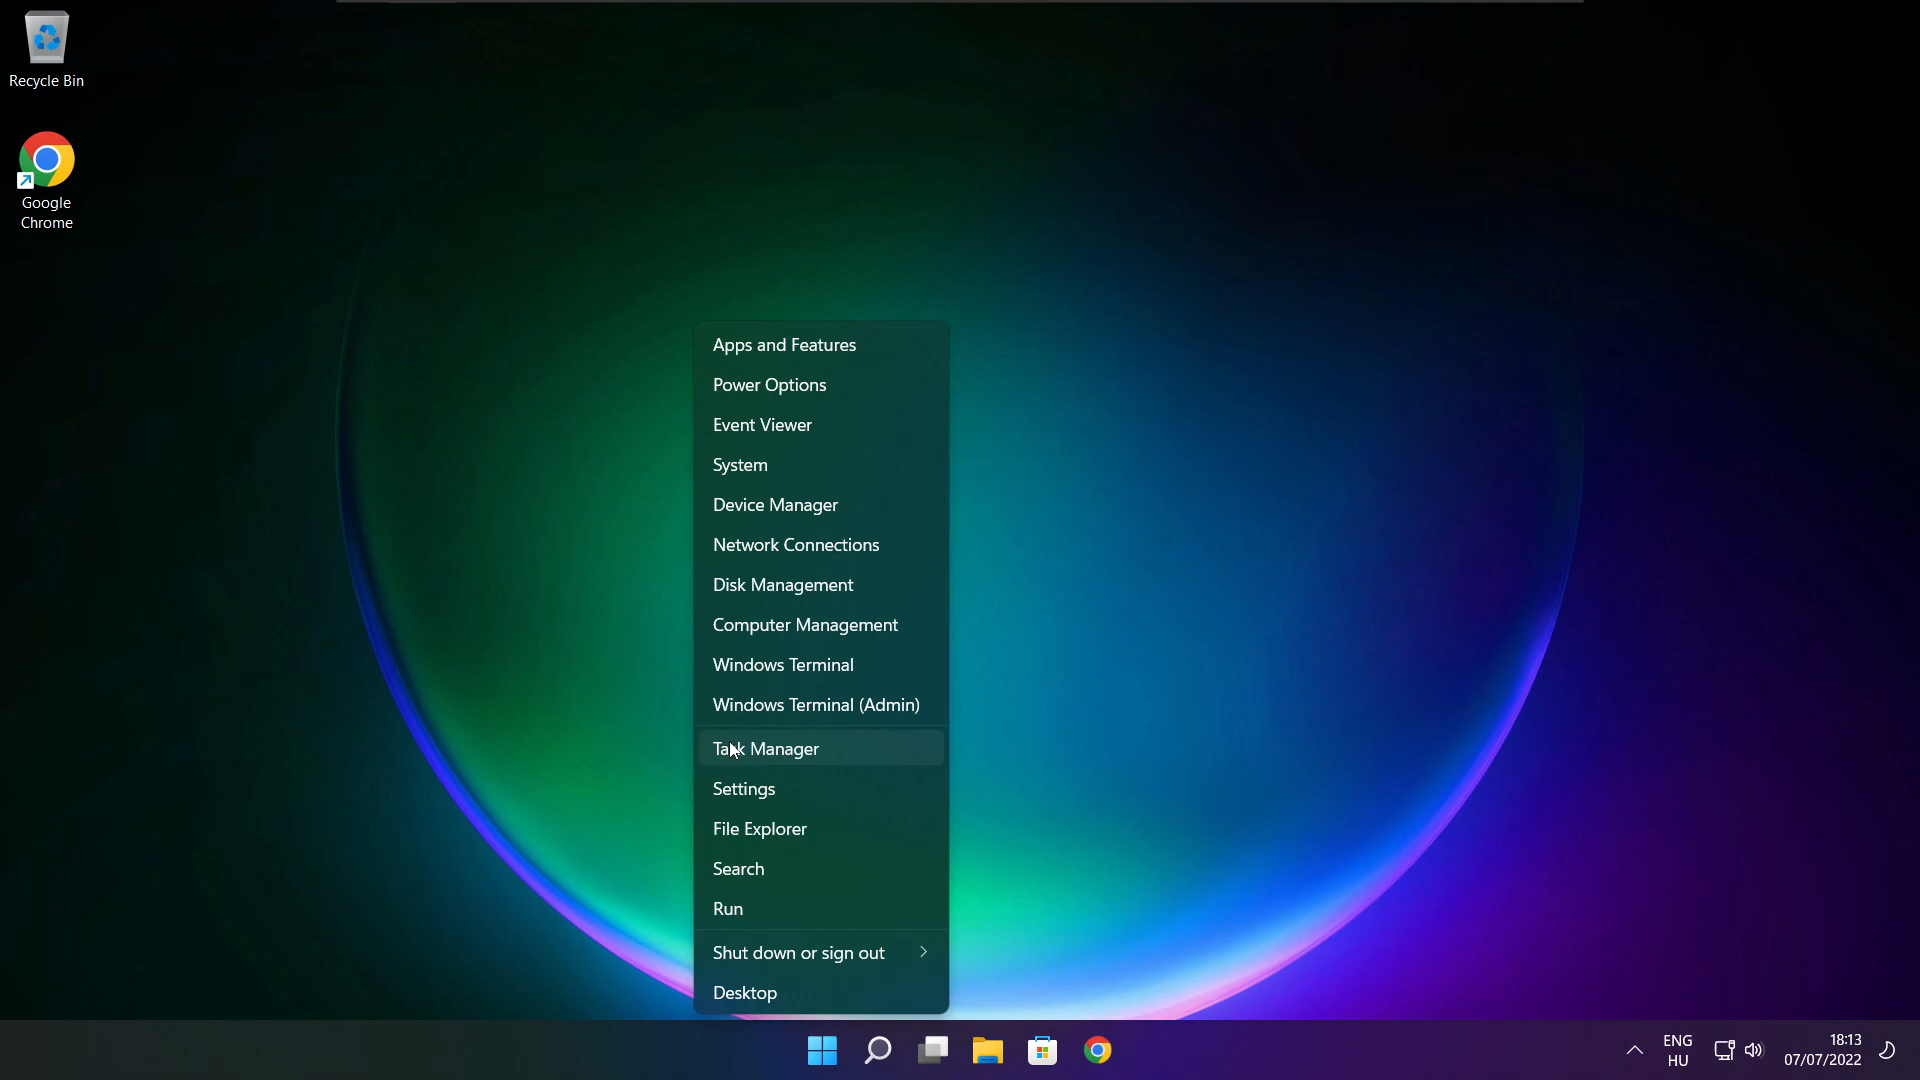 Recycle Bin
Google
Chrome
Apps and Features
Power Options
Event Viewer
System
Device Manager
Network Connections
Disk Management
Computer Management
Windows Terminal
Windows Terminal (Admin)
Task Manager
Settings
File Explorer
Search
Run
Shut down or sign out
Desktop
ENG
HU
18:13
07/07/2022